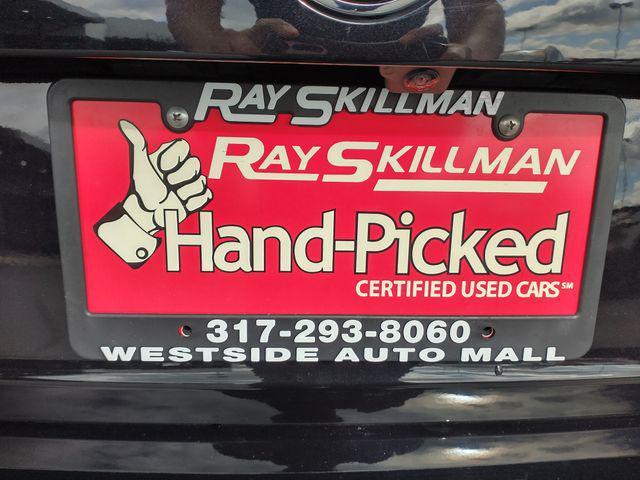 RAY SKILLMAN
RAY SKILLMAN
Hand-Picked
CERTIFIED USED CARS℠
317-293-8060
WESTSIDE AUTO MALL